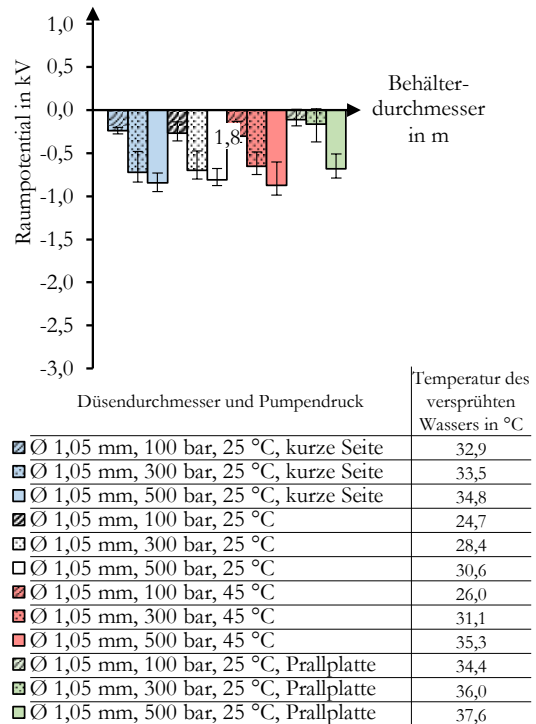 1,0
0,5
0,0
-0,5
-1,0
-1,5
-2,0
-2,5
-3,0
Raumpotential in kV
1,8
Behälter-
durchmesser
in m
Düsendurchmesser und Pumpendruck
Temperatur des
versprühten
Wassers in °C
Ø 1,05 mm, 100 bar, 25 °C, kurze Seite 32,9
Ø 1,05 mm, 300 bar, 25 °C, kurze Seite 33,5
Ø 1,05 mm, 500 bar, 25 °C, kurze Seite 34,8
Ø 1,05 mm, 100 bar, 25 °C 24,7
Ø 1,05 mm, 300 bar, 25 °C 28,4
Ø 1,05 mm, 500 bar, 25 °C 30,6
Ø 1,05 mm, 100 bar, 45 °C 26,0
Ø 1,05 mm, 300 bar, 45 °C 31,1
Ø 1,05 mm, 500 bar, 45 °C 35,3
Ø 1,05 mm, 100 bar, 25 °C, Prallplatte 34,4
Ø 1,05 mm, 300 bar, 25 °C, Prallplatte 36,0
Ø 1,05 mm, 500 bar, 25 °C, Prallplatte 37,6